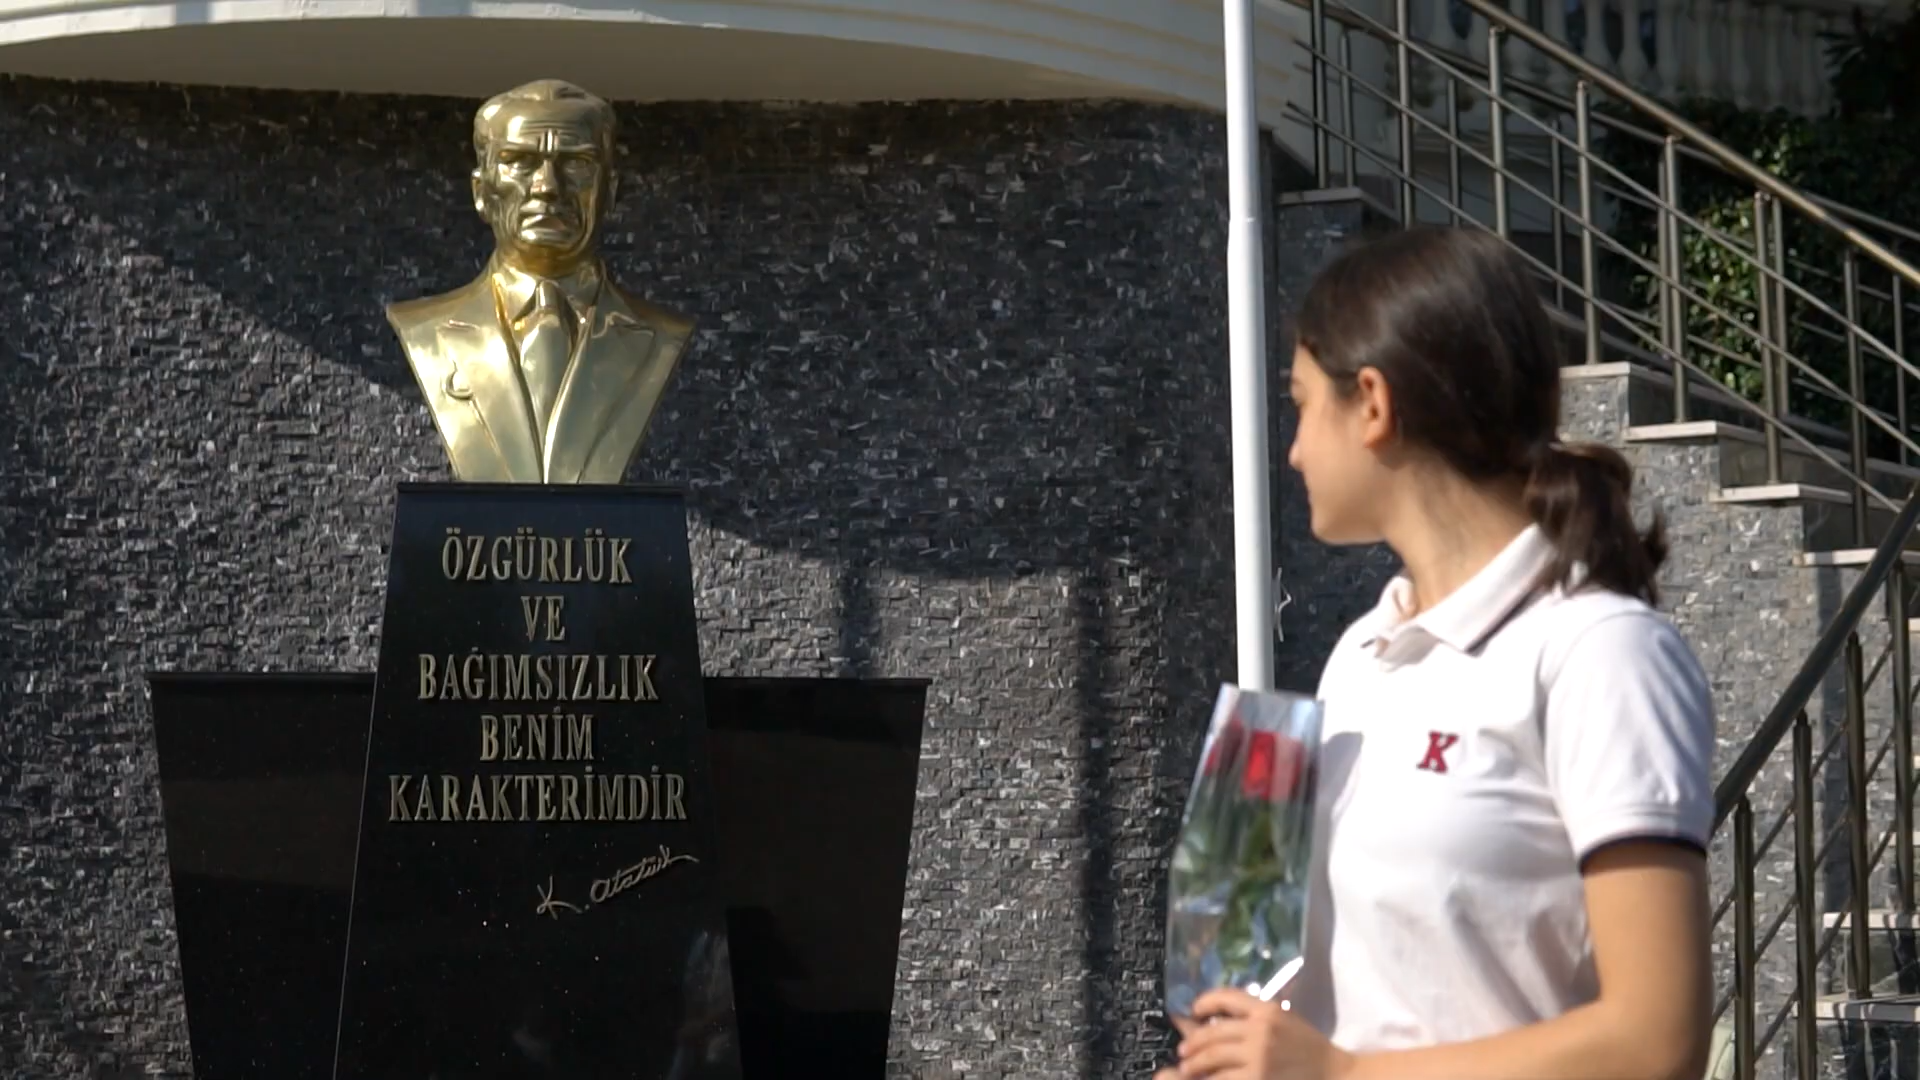 ÖZGÜRLÜK
VE
BAĞIMSIZLIK
BENİM
KARAKTERİMDİR
K. Atatürk
K